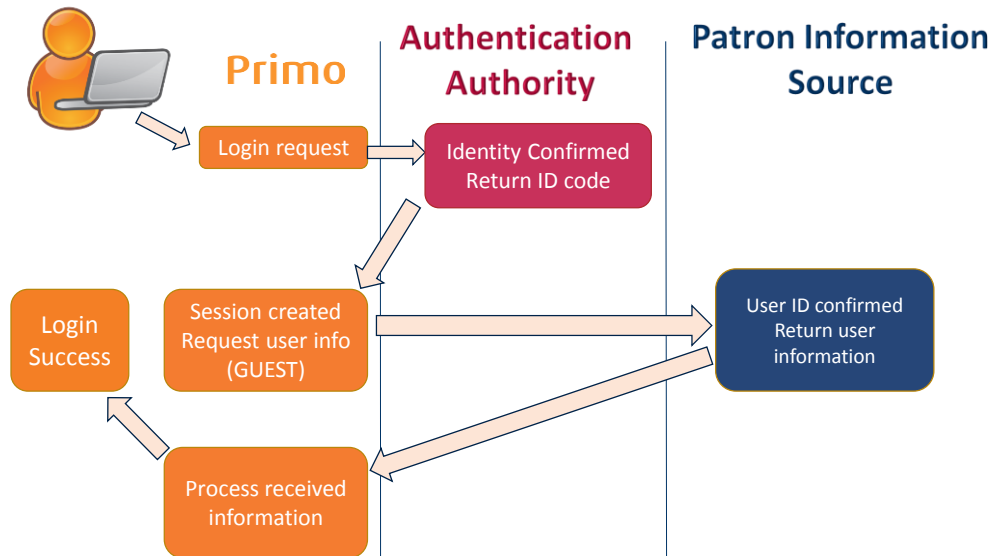 Primo
Authentication
Authority
Patron Information
Source
Login request
Identity Confirmed
Return ID code
Login
Success
Session created
Request user info
(GUEST)
User ID confirmed
Return user
information
Process received
information